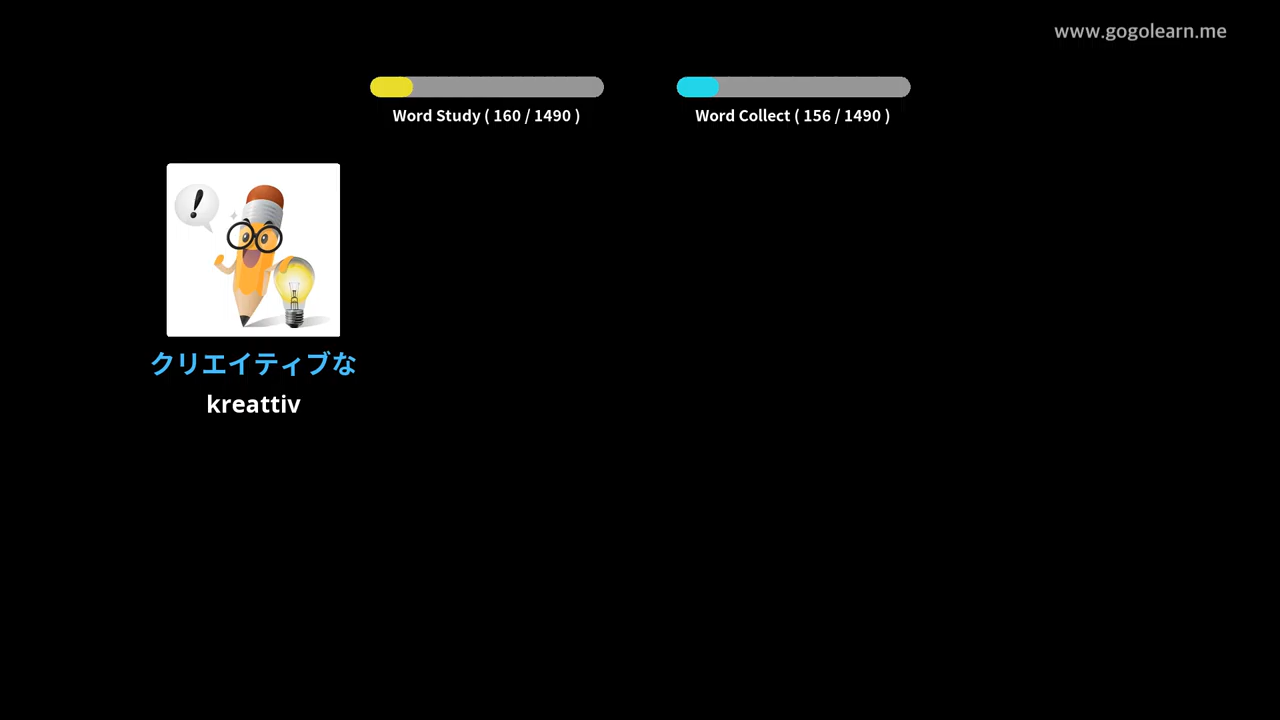 www.gogolearn.me
Word Study ( 160 / 1490 )
Word Collect ( 156 / 1490 )
!
クリエイティブな
kreattiv